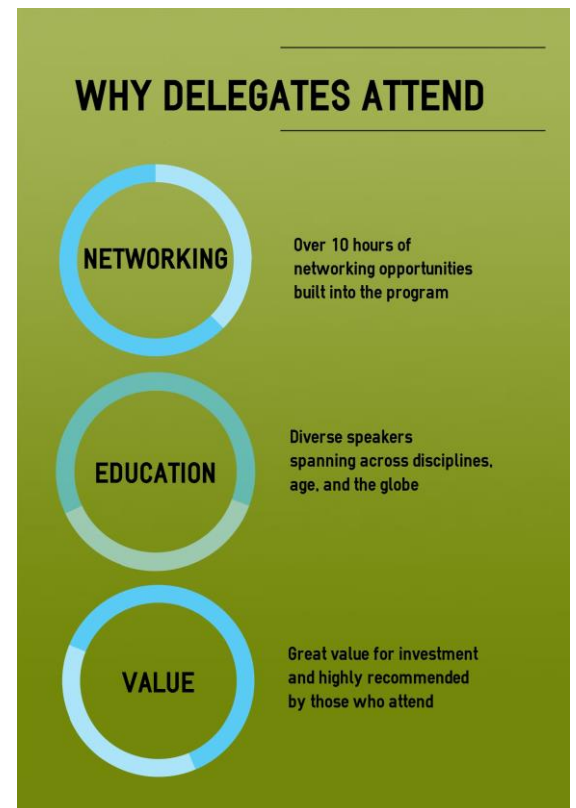 WHY DELEGATES ATTEND
NETWORKING
Over 10 hours of
networking opportunities
built into the program
EDUCATION
Diverse speakers
spanning across disciplines,
age, and the globe
VALUE
Great value for investment
and highly recommended
by those who attend